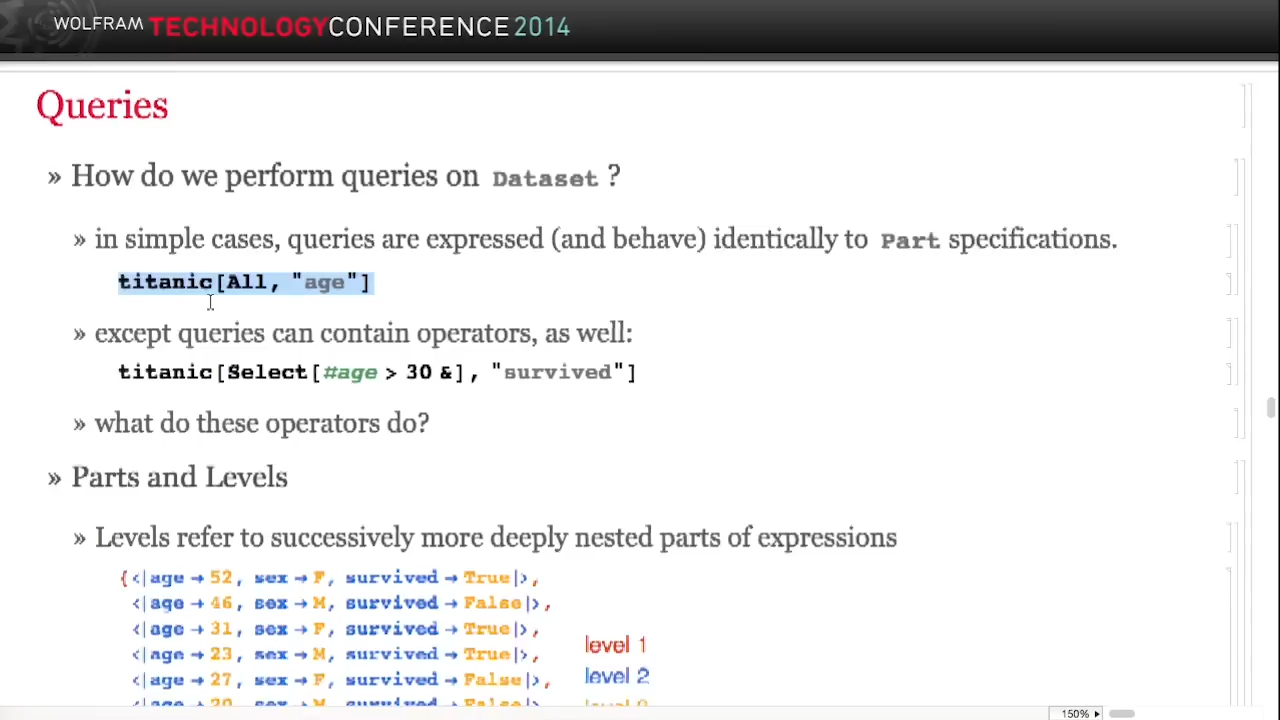 WOLFRAM TECHNOLOGYCONFERENCE 2014
Queries
» How do we perform queries on Dataset ?
» in simple cases, queries are expressed (and behave) identically to Part specifications.
titanic[All, "age"]
» except queries can contain operators, as well:
titanic[Select[#age > 30 &], "survived"]
» what do these operators do?
» Parts and Levels
» Levels refer to successively more deeply nested parts of expressions
{<|age → 52, sex → F, survived → True|>,
<|age → 46, sex → M, survived → False|>,
<|age → 31, sex → F, survived → True|>,
level 1
<|age → 23, sex → M, survived → True|>,
level 2
<|age → 27, sex → F, survived → False|>,
150%